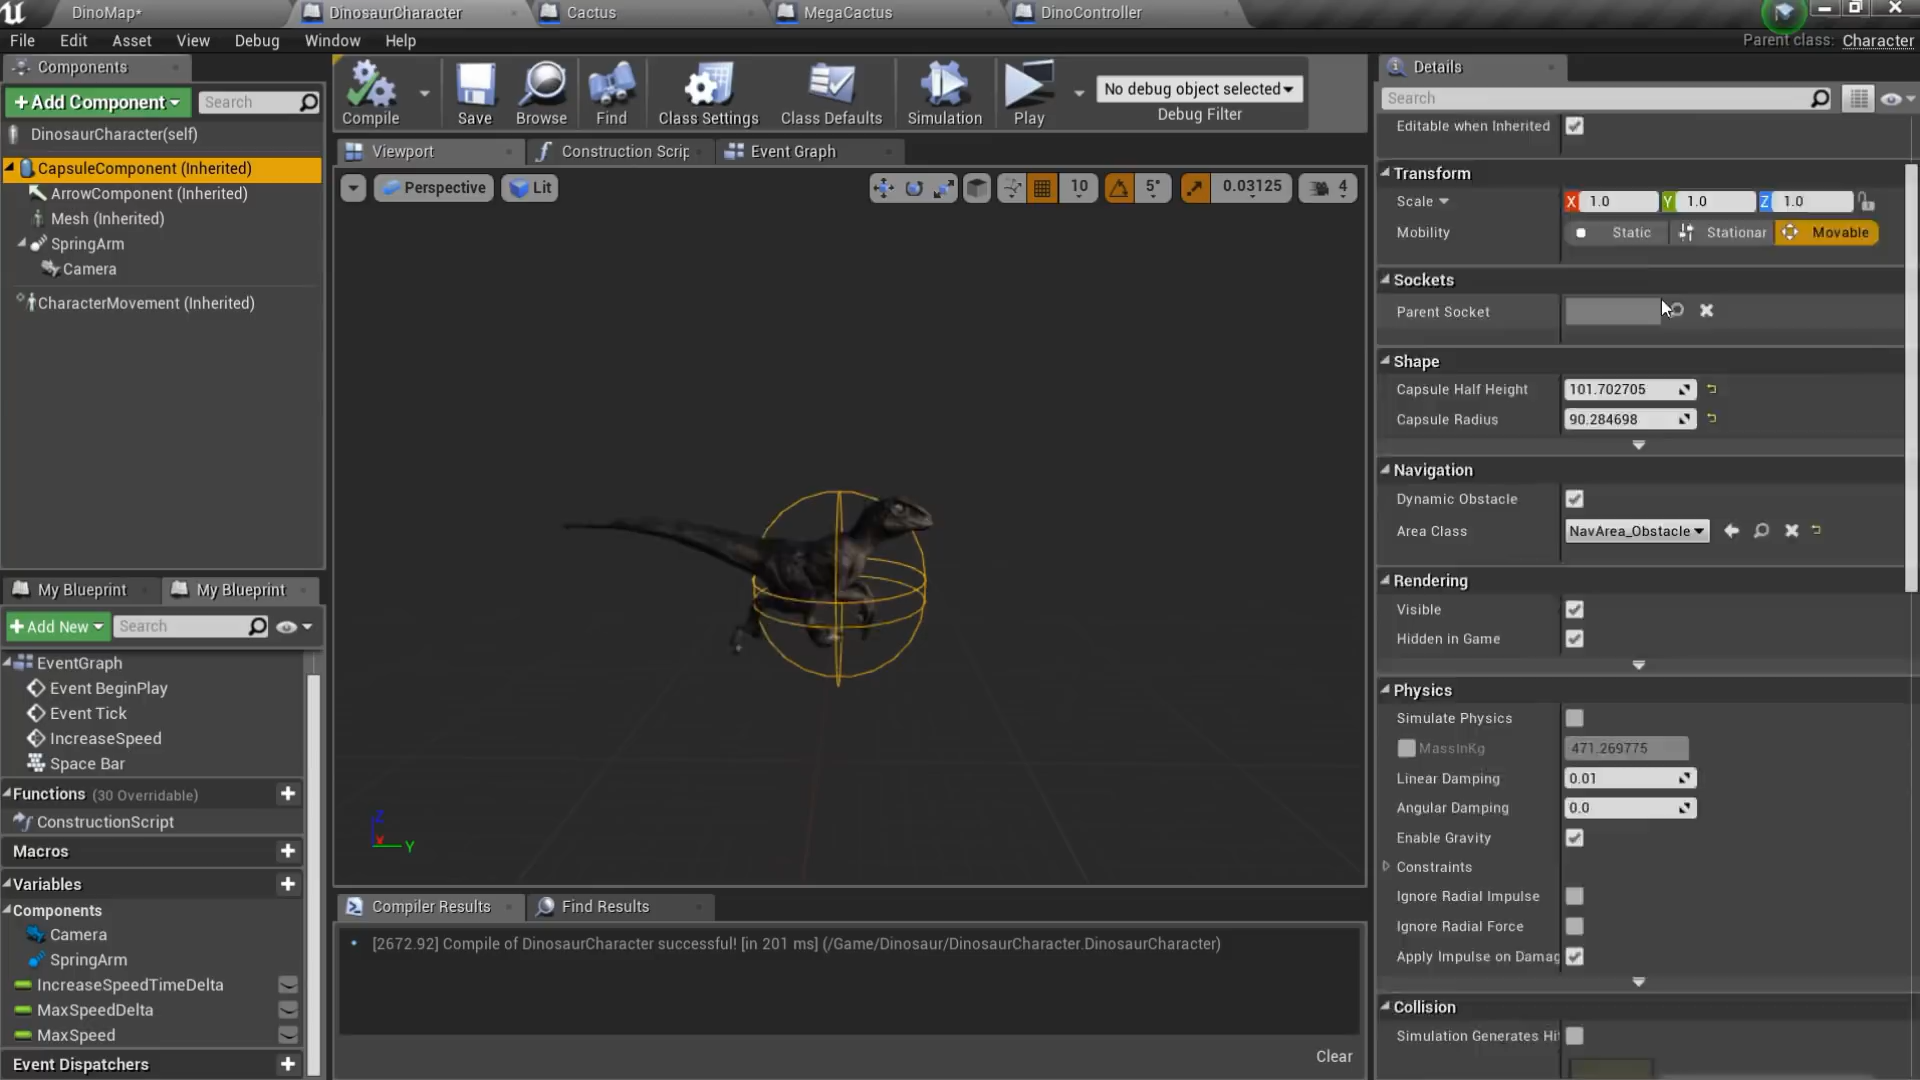 DinoMap*
DinosaurCharacter
Cactus
MegaCactus
DinoController
File Edit Asset View Debug Window Help
Parent class: Character
Components
+Add Component
Search
DinosaurCharacter(self)
CapsuleComponent (Inherited)
ArrowComponent (Inherited)
Mesh (Inherited)
SpringArm
Camera
CharacterMovement (Inherited)
My Blueprint
My Blueprint
+Add New
Search
EventGraph
Event BeginPlay
Event Tick
IncreaseSpeed
Space Bar
Functions (30 Overridable)
ConstructionScript
Macros
Variables
Components
Camera
SpringArm
IncreaseSpeedTimeDelta
MaxSpeedDelta
MaxSpeed
Event Dispatchers
Compile
Save
Browse
Find
Class Settings
Class Defaults
Simulation
Play
No debug object selected
Debug Filter
Viewport
Construction Scrip
Event Graph
Perspective
Lit
10
5°
0.03125
4
Z
Y
Compiler Results
Find Results
[2672.92] Compile of DinosaurCharacter successful! [in 201 ms] (/Game/Dinosaur/DinosaurCharacter.DinosaurCharacter)
Clear
Details
Search
Editable when Inherited
Transform
Scale X 1.0 Y 1.0 Z 1.0
Mobility Static Stationar Movable
Sockets
Parent Socket
Shape
Capsule Half Height 101.702705
Capsule Radius 90.284698
Navigation
Dynamic Obstacle
Area Class NavArea_Obstacle
Rendering
Visible
Hidden in Game
Physics
Simulate Physics
MassInKg 471.269775
Linear Damping 0.01
Angular Damping 0.0
Enable Gravity
Constraints
Ignore Radial Impulse
Ignore Radial Force
Apply Impulse on Damag
Collision
Simulation Generates Hi